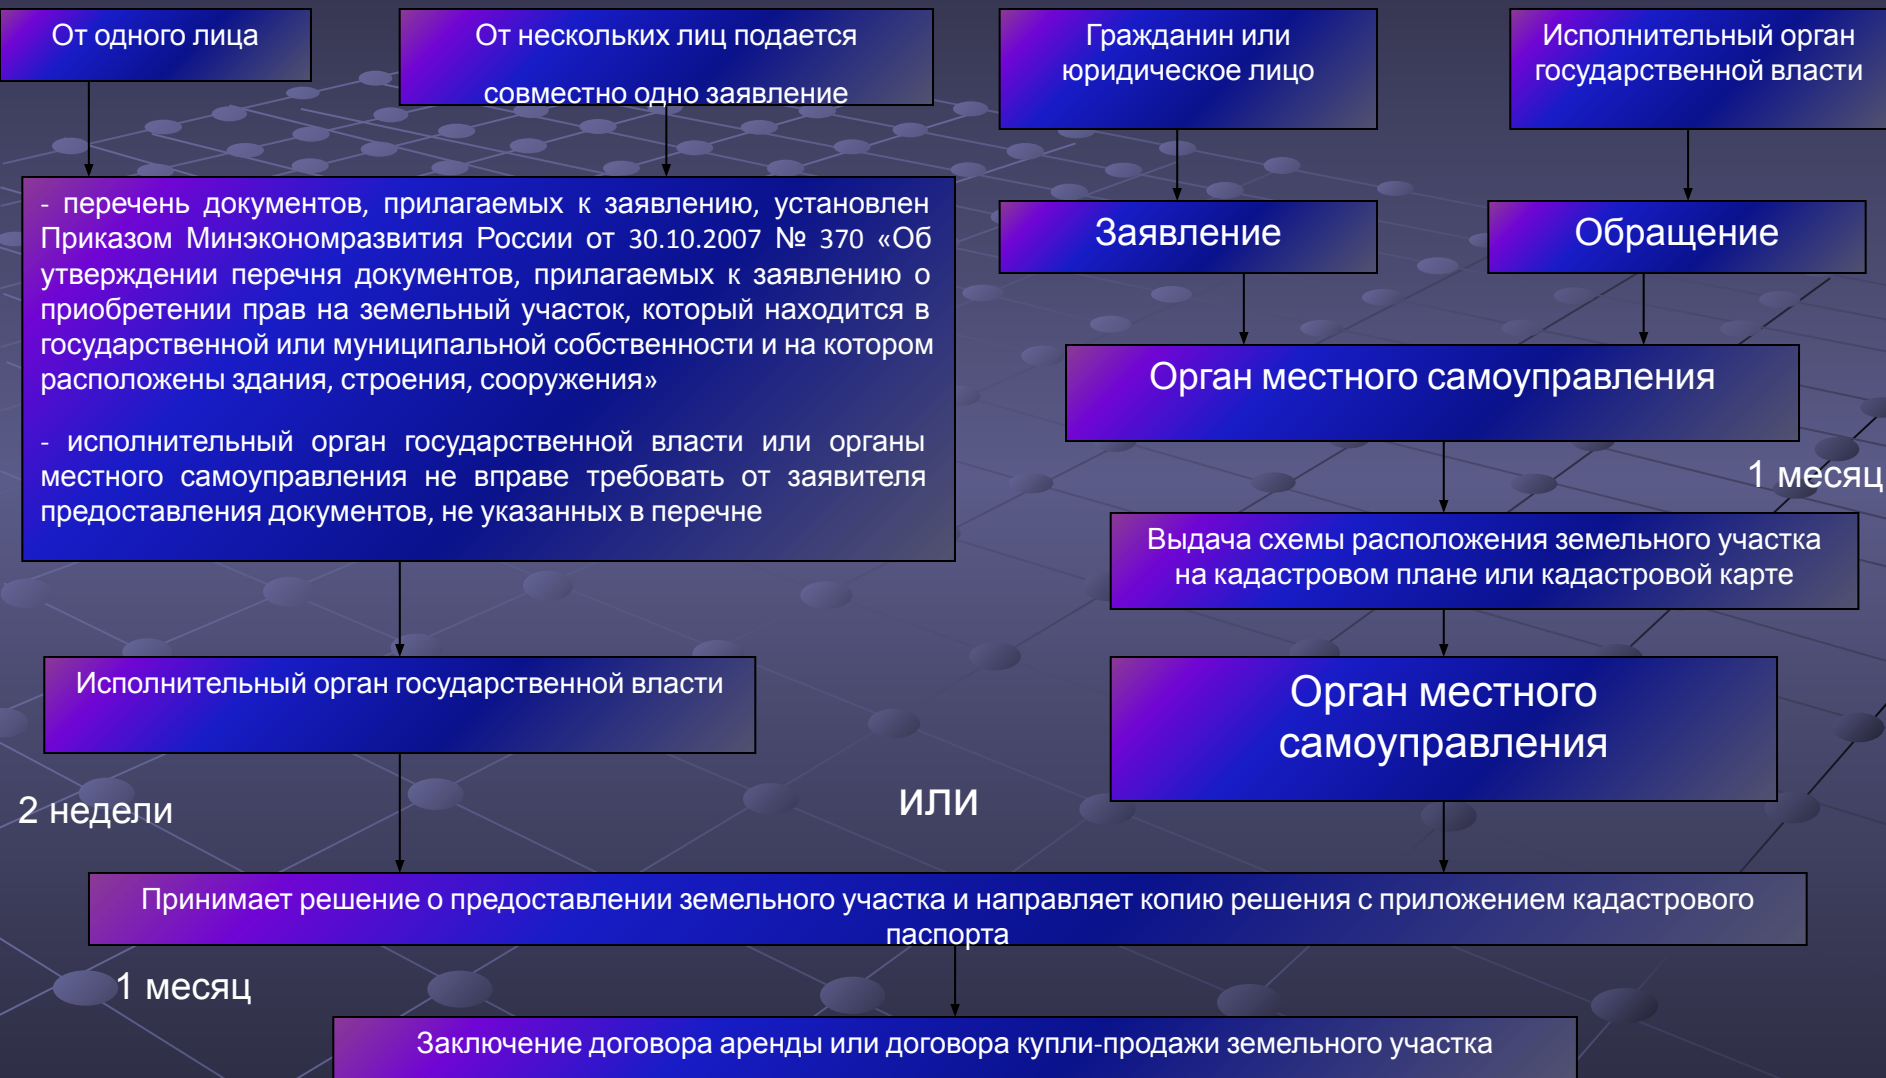 От одного лица
От нескольких лиц подается
совместно одно заявление
Гражданин или
юридическое лицо
Исполнительный орган
государственной власти
- перечень документов, прилагаемых к заявлению, установлен
Приказом Минэкономразвития России от 30.10.2007 № 370 «Об
утверждении перечня документов, прилагаемых к заявлению о
приобретении прав на земельный участок, который находится в
государственной или муниципальной собственности и на котором
расположены здания, строения, сооружения»
- исполнительный орган государственной власти или органы
местного самоуправления не вправе требовать от заявителя
предоставления документов, не указанных в перечне
Заявление
Обращение
Орган местного самоуправления
1 месяц
Выдача схемы расположения земельного участка
на кадастровом плане или кадастровой карте
Исполнительный орган государственной власти
Орган местного
самоуправления
2 недели
или
Принимает решение о предоставлении земельного участка и направляет копию решения с приложением кадастрового
паспорта
1 месяц
Заключение договора аренды или договора купли-продажи земельного участка